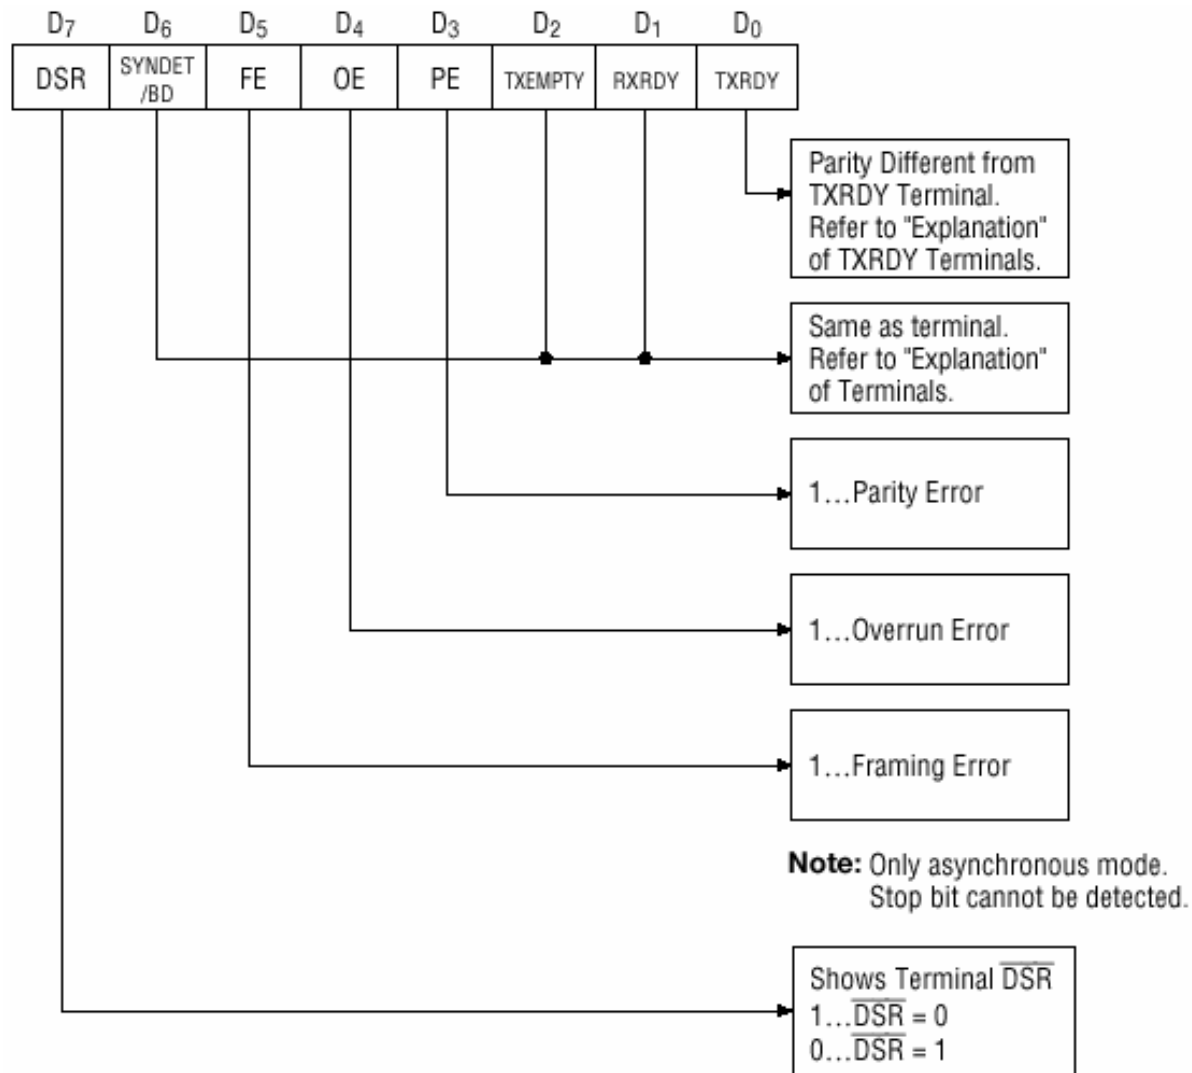 D7 D6 D5 D4 D3 D2 D1 D0
DSR SYNDET /BD FE OE PE TXEMPTY RXRDY TXRDY
Parity Different from
TXRDY Terminal.
Refer to "Explanation"
of TXRDY Terminals.
Same as terminal.
Refer to "Explanation"
of Terminals.
1...Parity Error
1...Overrun Error
1...Framing Error
Note: Only asynchronous mode.
Stop bit cannot be detected.
Shows Terminal D̅S̅R̅
1...D̅S̅R̅ = 0
0...D̅S̅R̅ = 1